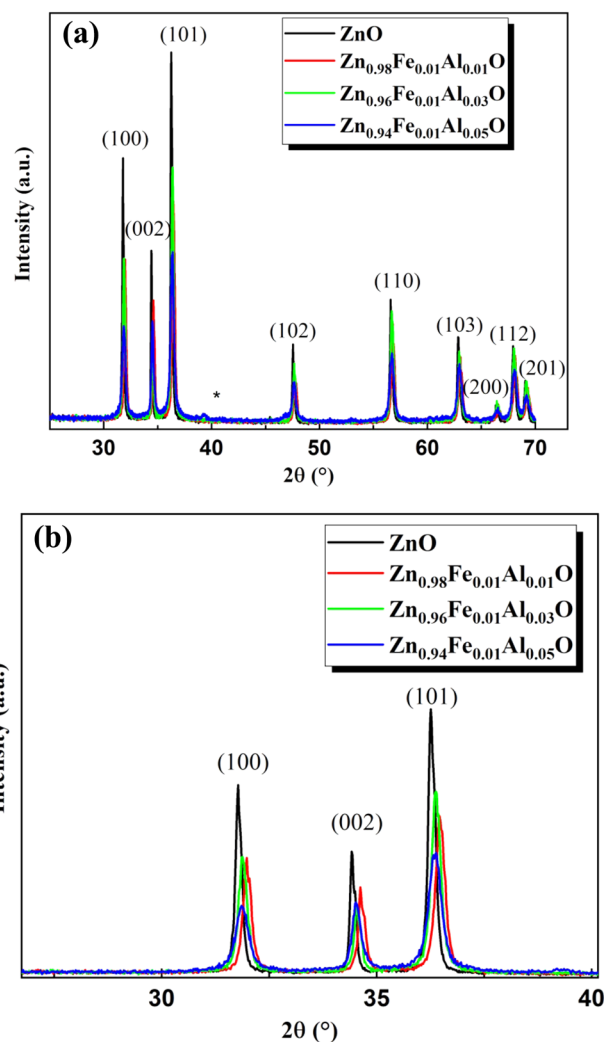 (a)
ZnO
Zn0.98Fe0.01Al0.01O
Zn0.96Fe0.01Al0.03O
Zn0.94Fe0.01Al0.05O
(101)
(100)
(002)
(102)
(110)
(103)
(200)
(112)
(201)
*
Intensity (a.u.)
30 40 50 60 70
2θ (°)
(b)
ZnO
Zn0.98Fe0.01Al0.01O
Zn0.96Fe0.01Al0.03O
Zn0.94Fe0.01Al0.05O
(101)
(100)
(002)
Intensity (a.u.)
30 35 40
2θ (°)